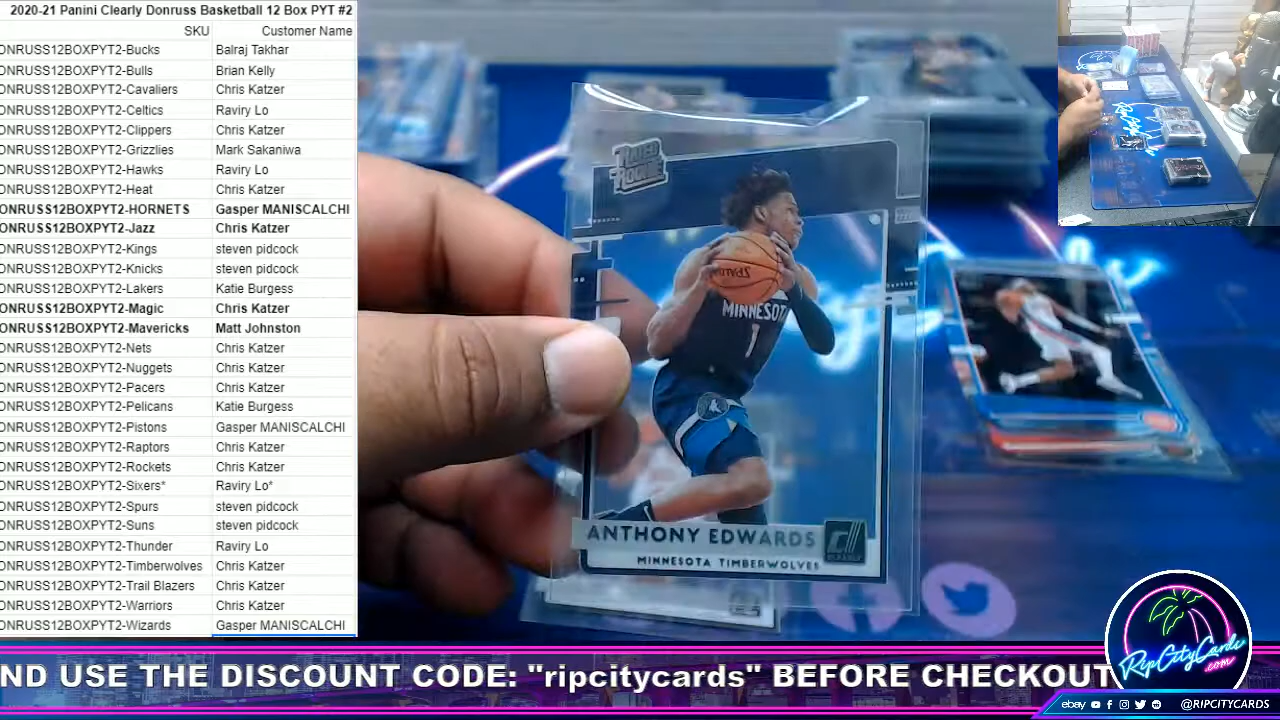 2020-21 Panini Clearly Donruss Basketball 12 Box PYT #2
SKU Customer Name
ONRUSS12BOXPYT2-Bucks Balraj Takhar
ONRUSS12BOXPYT2-Bulls Brian Kelly
ONRUSS12BOXPYT2-Cavaliers Chris Katzer
ONRUSS12BOXPYT2-Celtics Raviry Lo
ONRUSS12BOXPYT2-Clippers Chris Katzer
ONRUSS12BOXPYT2-Grizzlies Mark Sakaniwa
ONRUSS12BOXPYT2-Hawks Raviry Lo
ONRUSS12BOXPYT2-Heat Chris Katzer
ONRUSS12BOXPYT2-HORNETS Gasper MANISCALCHI
ONRUSS12BOXPYT2-Jazz Chris Katzer
ONRUSS12BOXPYT2-Kings steven pidcock
ONRUSS12BOXPYT2-Knicks steven pidcock
ONRUSS12BOXPYT2-Lakers Katie Burgess
ONRUSS12BOXPYT2-Magic Chris Katzer
ONRUSS12BOXPYT2-Mavericks Matt Johnston
ONRUSS12BOXPYT2-Nets Chris Katzer
ONRUSS12BOXPYT2-Nuggets Chris Katzer
ONRUSS12BOXPYT2-Pacers Chris Katzer
ONRUSS12BOXPYT2-Pelicans Katie Burgess
ONRUSS12BOXPYT2-Pistons Gasper MANISCALCHI
ONRUSS12BOXPYT2-Raptors Chris Katzer
ONRUSS12BOXPYT2-Rockets Chris Katzer
ONRUSS12BOXPYT2-Sixers* Raviry Lo*
ONRUSS12BOXPYT2-Spurs steven pidcock
ONRUSS12BOXPYT2-Suns steven pidcock
ONRUSS12BOXPYT2-Thunder Raviry Lo
ONRUSS12BOXPYT2-Timberwolves Chris Katzer
ONRUSS12BOXPYT2-Trail Blazers Chris Katzer
ONRUSS12BOXPYT2-Warriors Chris Katzer
ONRUSS12BOXPYT2-Wizards Gasper MANISCALCHI
RATED
ROOKIE
SPALDING
MINNESOT
1
ANTHONY EDWARDS
MINNESOTA TIMBERWOLVES
ND USE THE DISCOUNT CODE: "ripcitycards" BEFORE CHECKOUT
RipCityCards
.com
ebay @RIPCITYCARDS